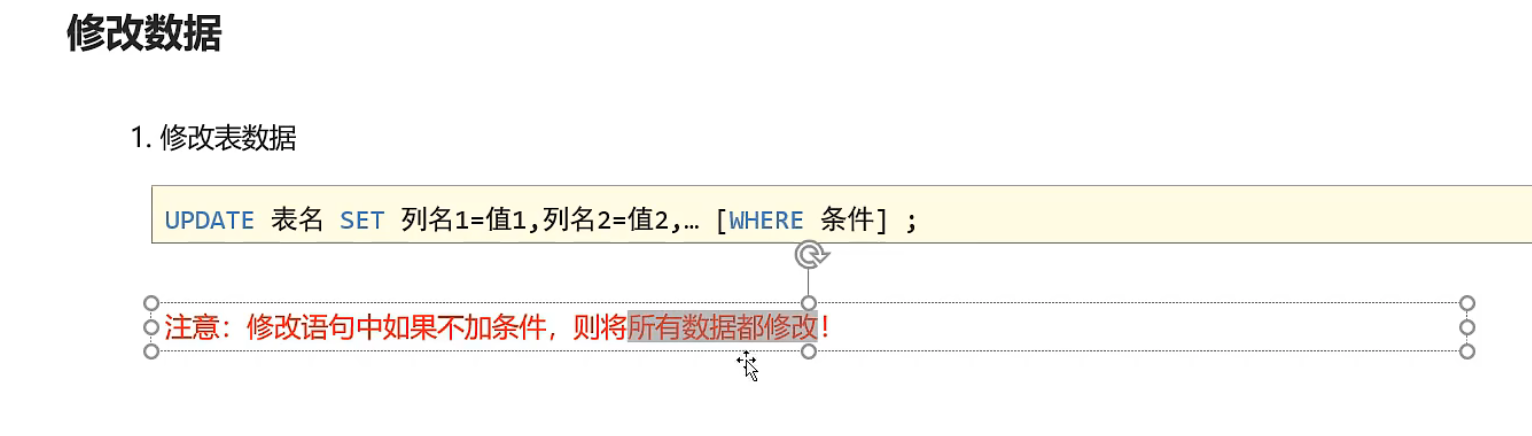 修改数据
1. 修改表数据
UPDATE 表名 SET 列名1=值1,列名2=值2,… [WHERE 条件] ;
注意：修改语句中如果不加条件，则将所有数据都修改！